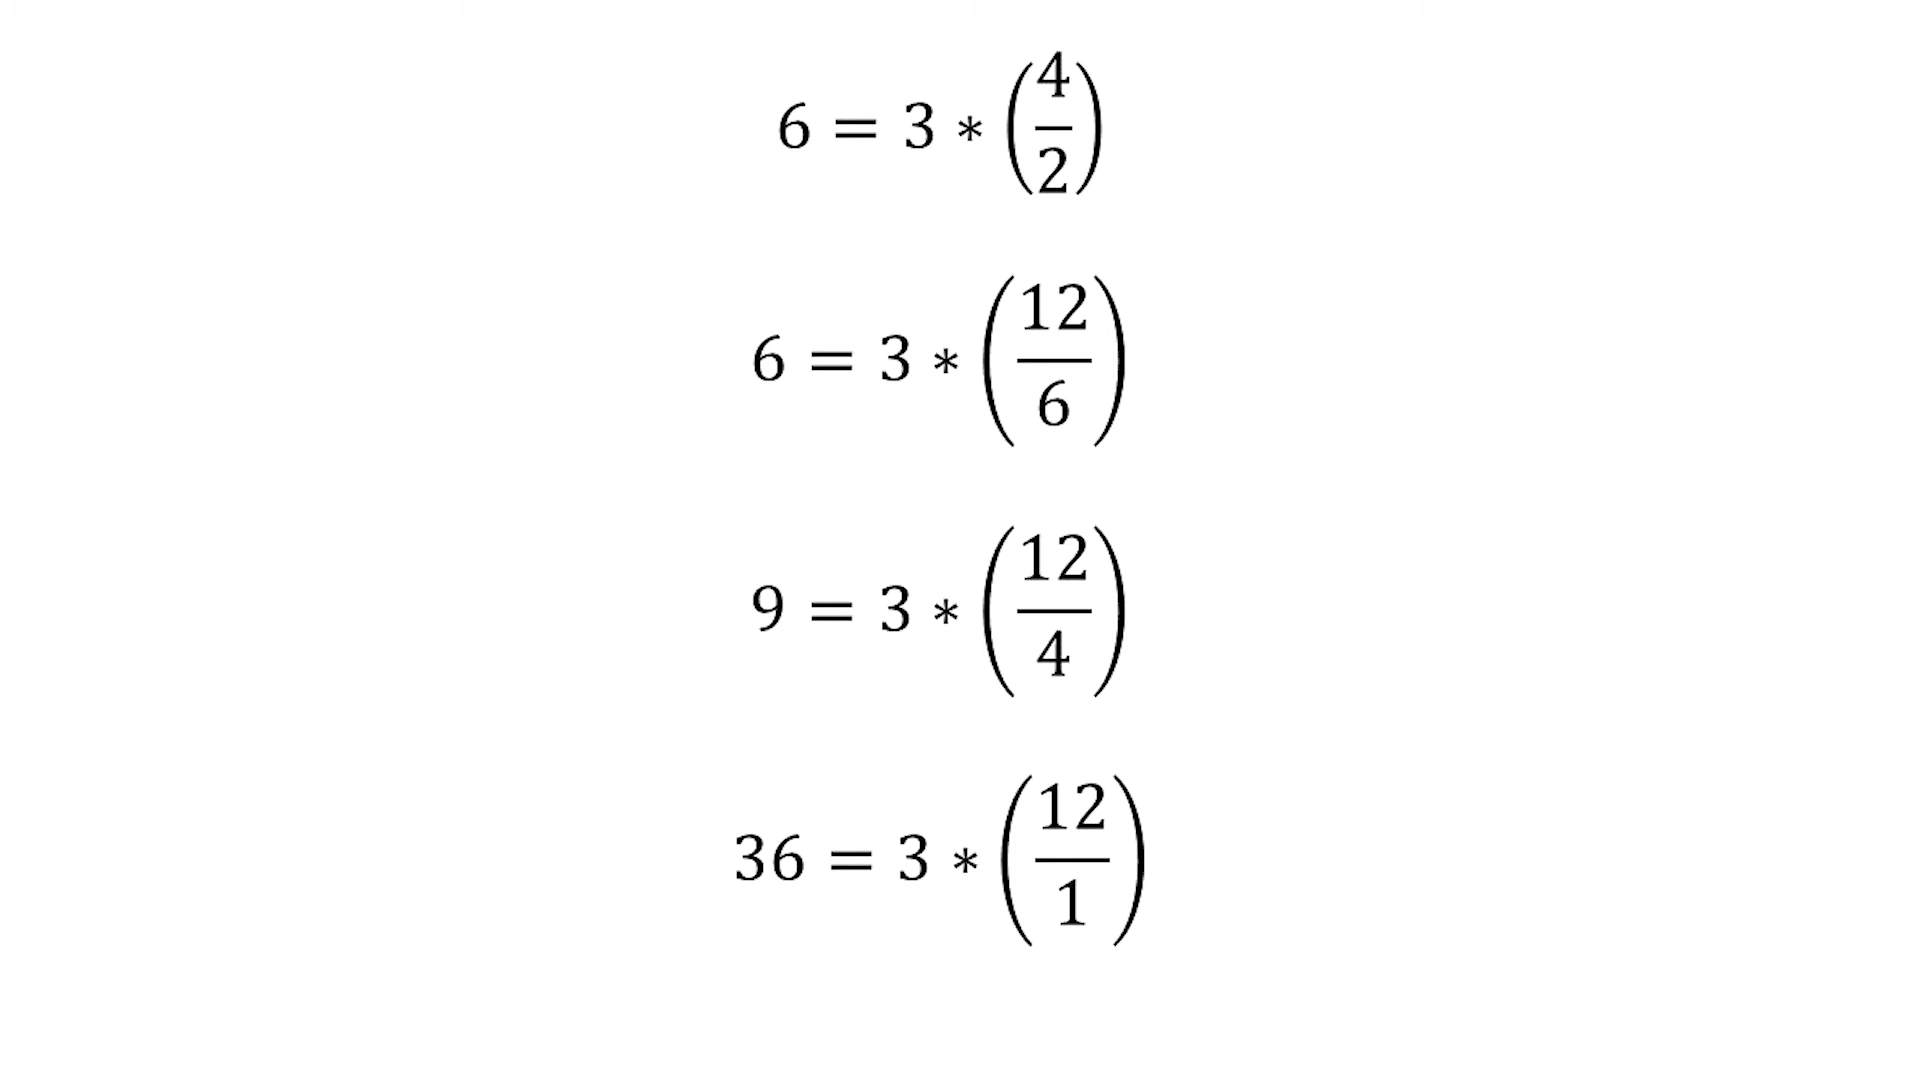 6 = 3 * (4/2)
6 = 3 * (12/6)
9 = 3 * (12/4)
36 = 3 * (12/1)